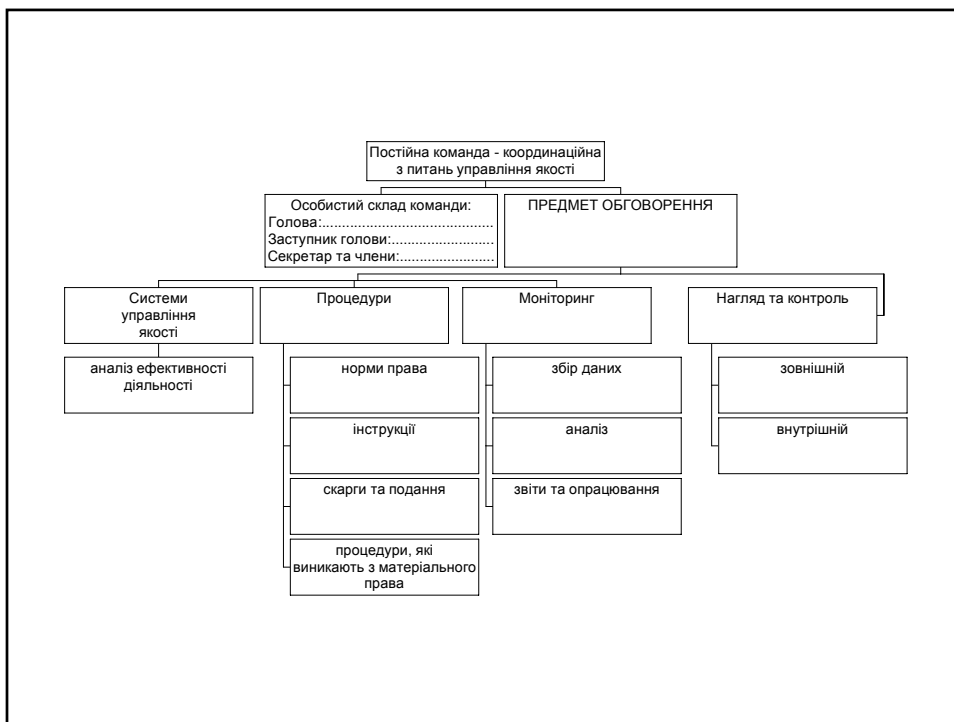 Постійна команда - координаційна
з питань управління якості
Особистий склад команди:
Голова:............................................
Заступник голови:..........................
Секретар та члени:........................
ПРЕДМЕТ ОБГОВОРЕННЯ
Системи
управління
якості
Процедури
Моніторинг
Нагляд та контроль
аналіз ефективності
діяльності
норми права
інструкції
скарги та подання
процедури, які
виникають з матеріального
права
збір даних
аналіз
звіти та опрацювання
зовнішній
внутрішній